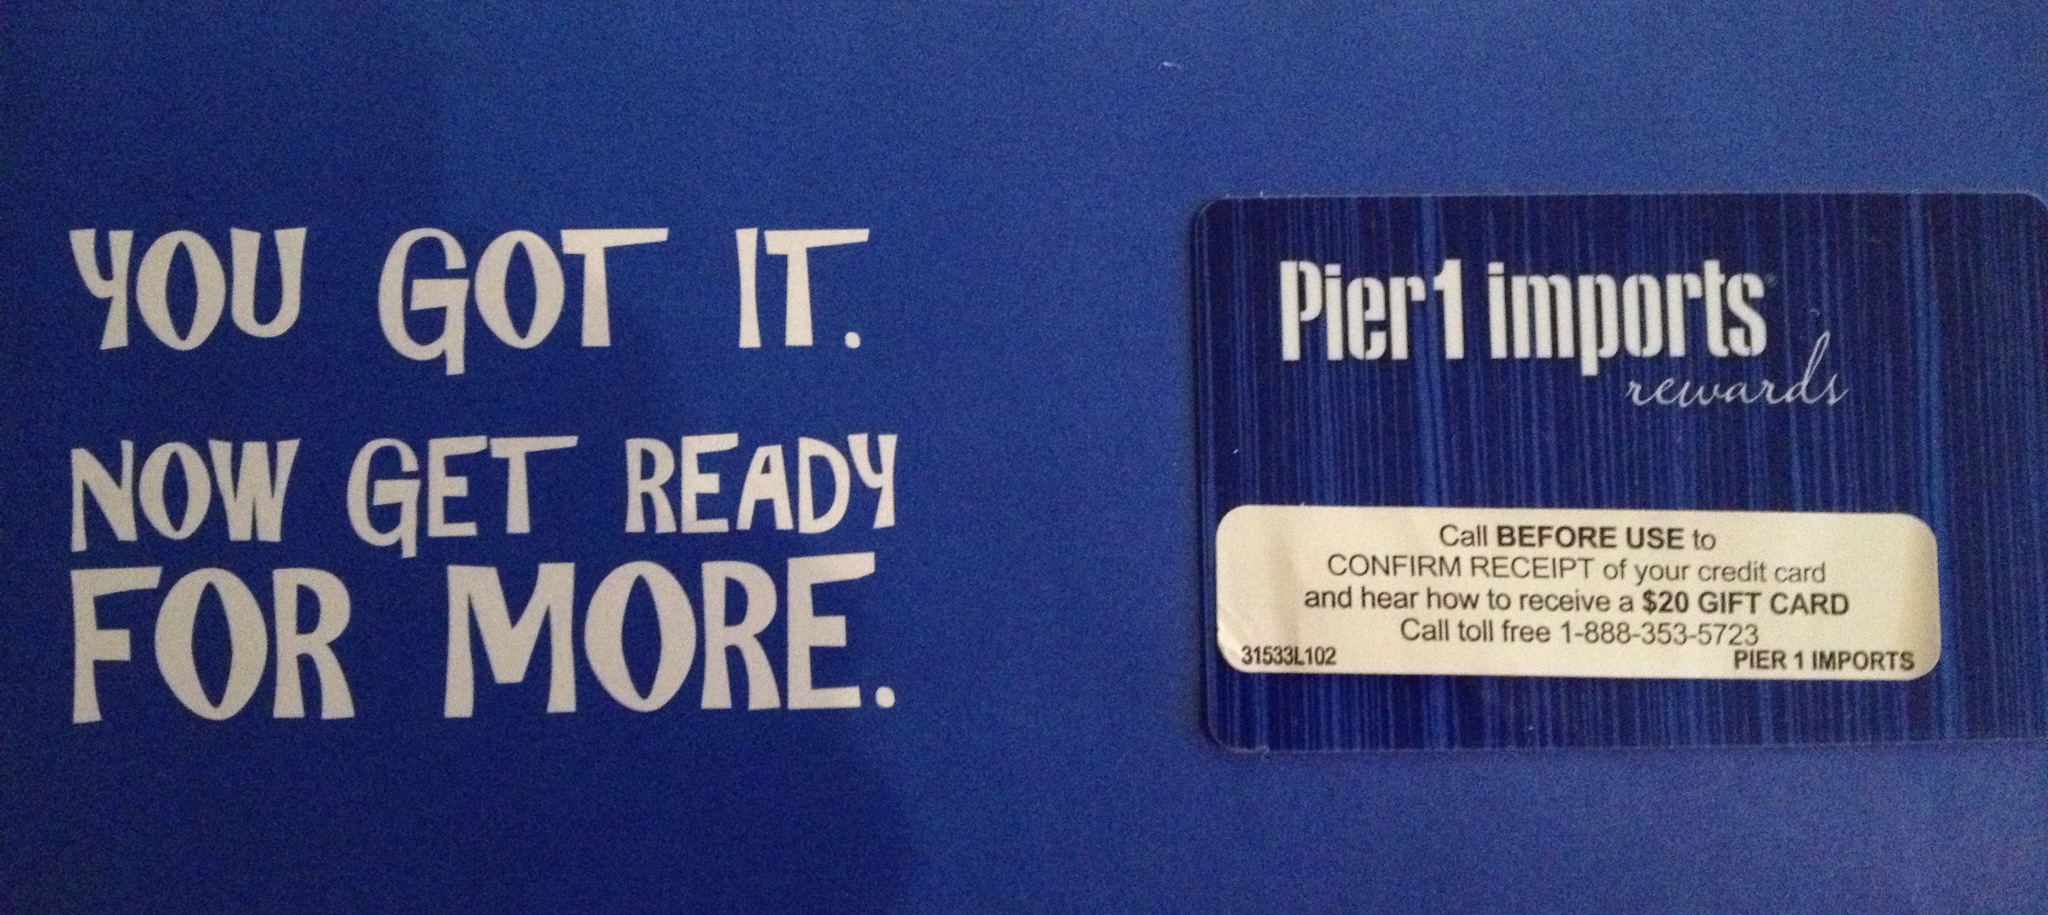 YOU GOT IT.
NOW GET READY
FOR MORE.
Pier1 imports
rewards
Call BEFORE USE to
CONFIRM RECEIPT of your credit card
and hear how to receive a $20 GIFT CARD
Call toll free 1-888-353-5723
31533L102 PIER 1 IMPORTS